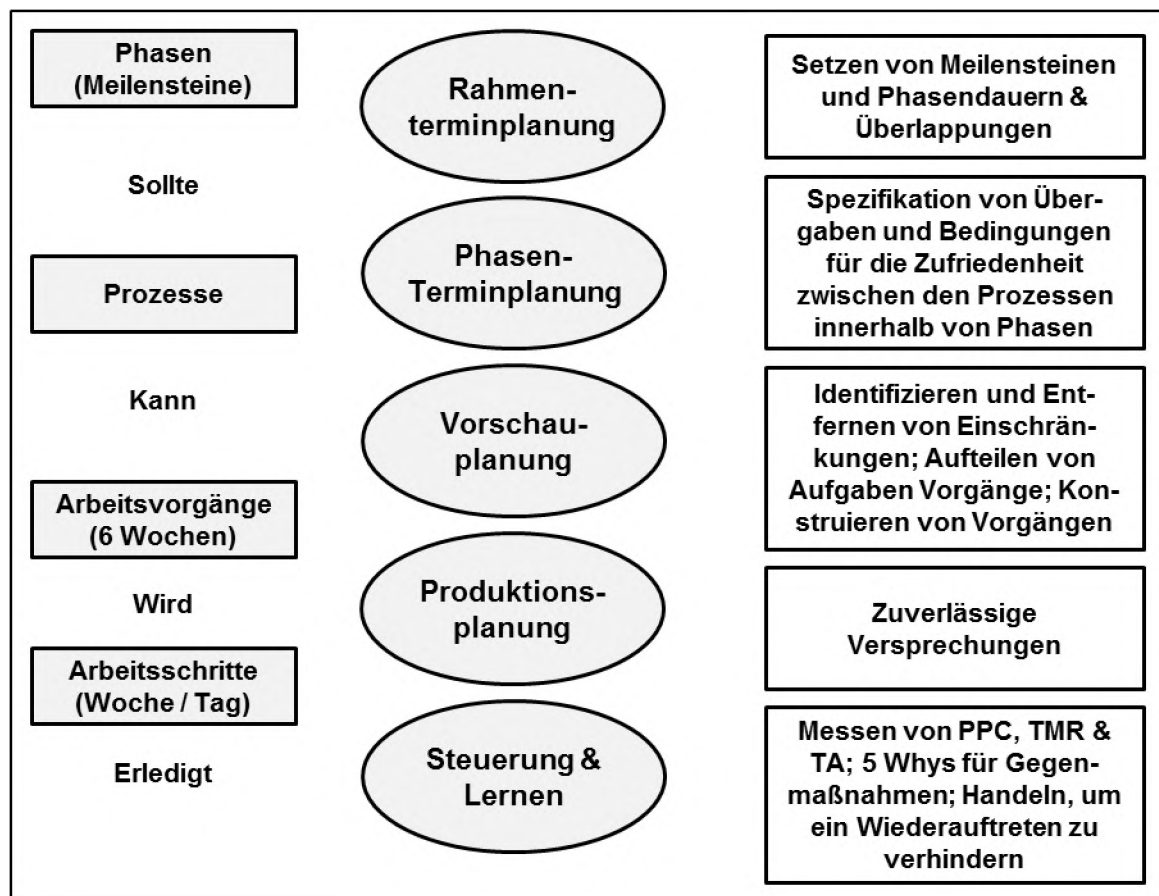 Phasen
(Meilensteine)
Sollte
Prozesse
Kann
Arbeitsvorgänge
(6 Wochen)
Wird
Arbeitsschritte
(Woche / Tag)
Erledigt
Rahmen-
terminplanung
Phasen-
Terminplanung
Vorschau-
planung
Produktions-
planung
Steuerung &
Lernen
Setzen von Meilensteinen
und Phasendauern &
Überlappungen
Spezifikation von Über-
gaben und Bedingungen
für die Zufriedenheit
zwischen den Prozessen
innerhalb von Phasen
Identifizieren und Ent-
fernen von Einschrän-
kungen; Aufteilen von
Aufgaben Vorgänge; Kon-
struieren von Vorgängen
Zuverlässige
Versprechungen
Messen von PPC, TMR &
TA; 5 Whys für Gegen-
maßnahmen; Handeln, um
ein Wiederauftreten zu
verhindern